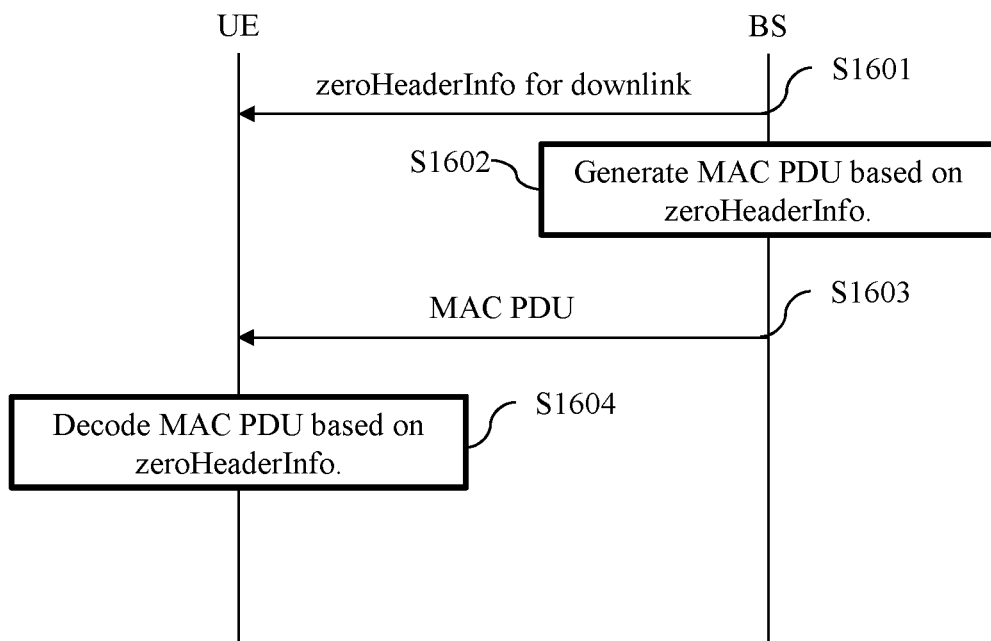 UE
BS
S1601
zeroHeaderInfo for downlink
S1602
Generate MAC PDU based on
zeroHeaderInfo.
S1603
MAC PDU
S1604
Decode MAC PDU based on
zeroHeaderInfo.